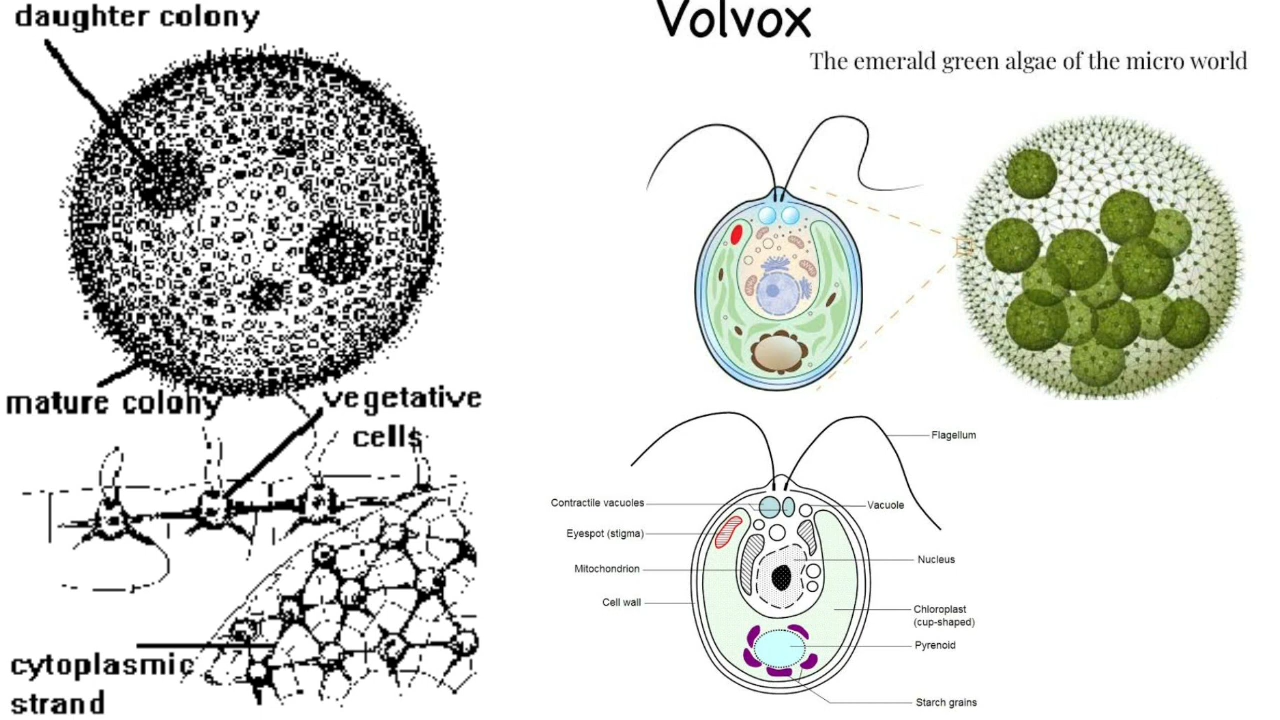 daughter colony
mature colony
vegetative
cells
cytoplasmic
strand
Volvox
The emerald green algae of the micro world
Flagellum
Contractile vacuoles
Vacuole
Eyespot (stigma)
Nucleus
Mitochondrion
Cell wall
Chloroplast
(cup-shaped)
Pyrenoid
Starch grains